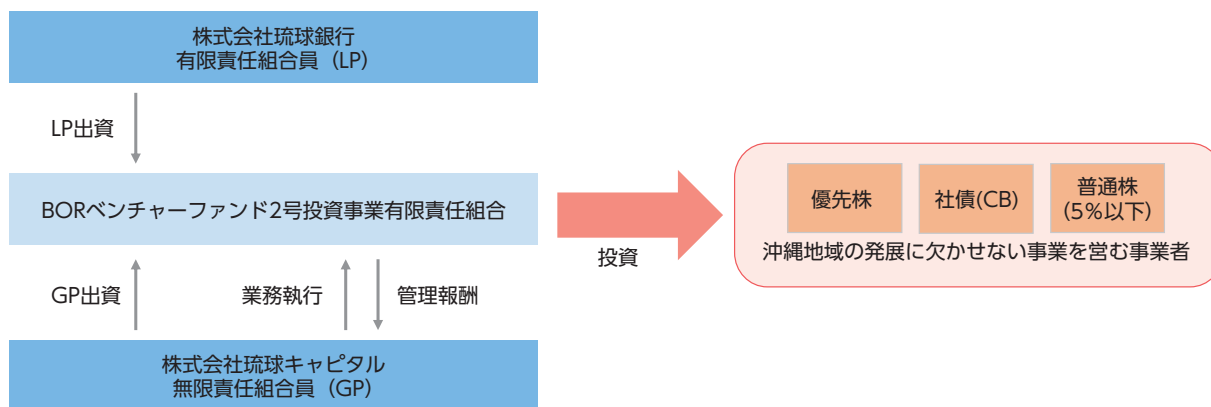 株式会社琉球銀行
有限責任組合員（LP）
LP出資
BORベンチャーファンド2号投資事業有限責任組合
GP出資
業務執行
管理報酬
株式会社琉球キャピタル
無限責任組合員（GP）
投資
優先株
社債(CB)
普通株
(5％以下)
沖縄地域の発展に欠かせない事業を営む事業者